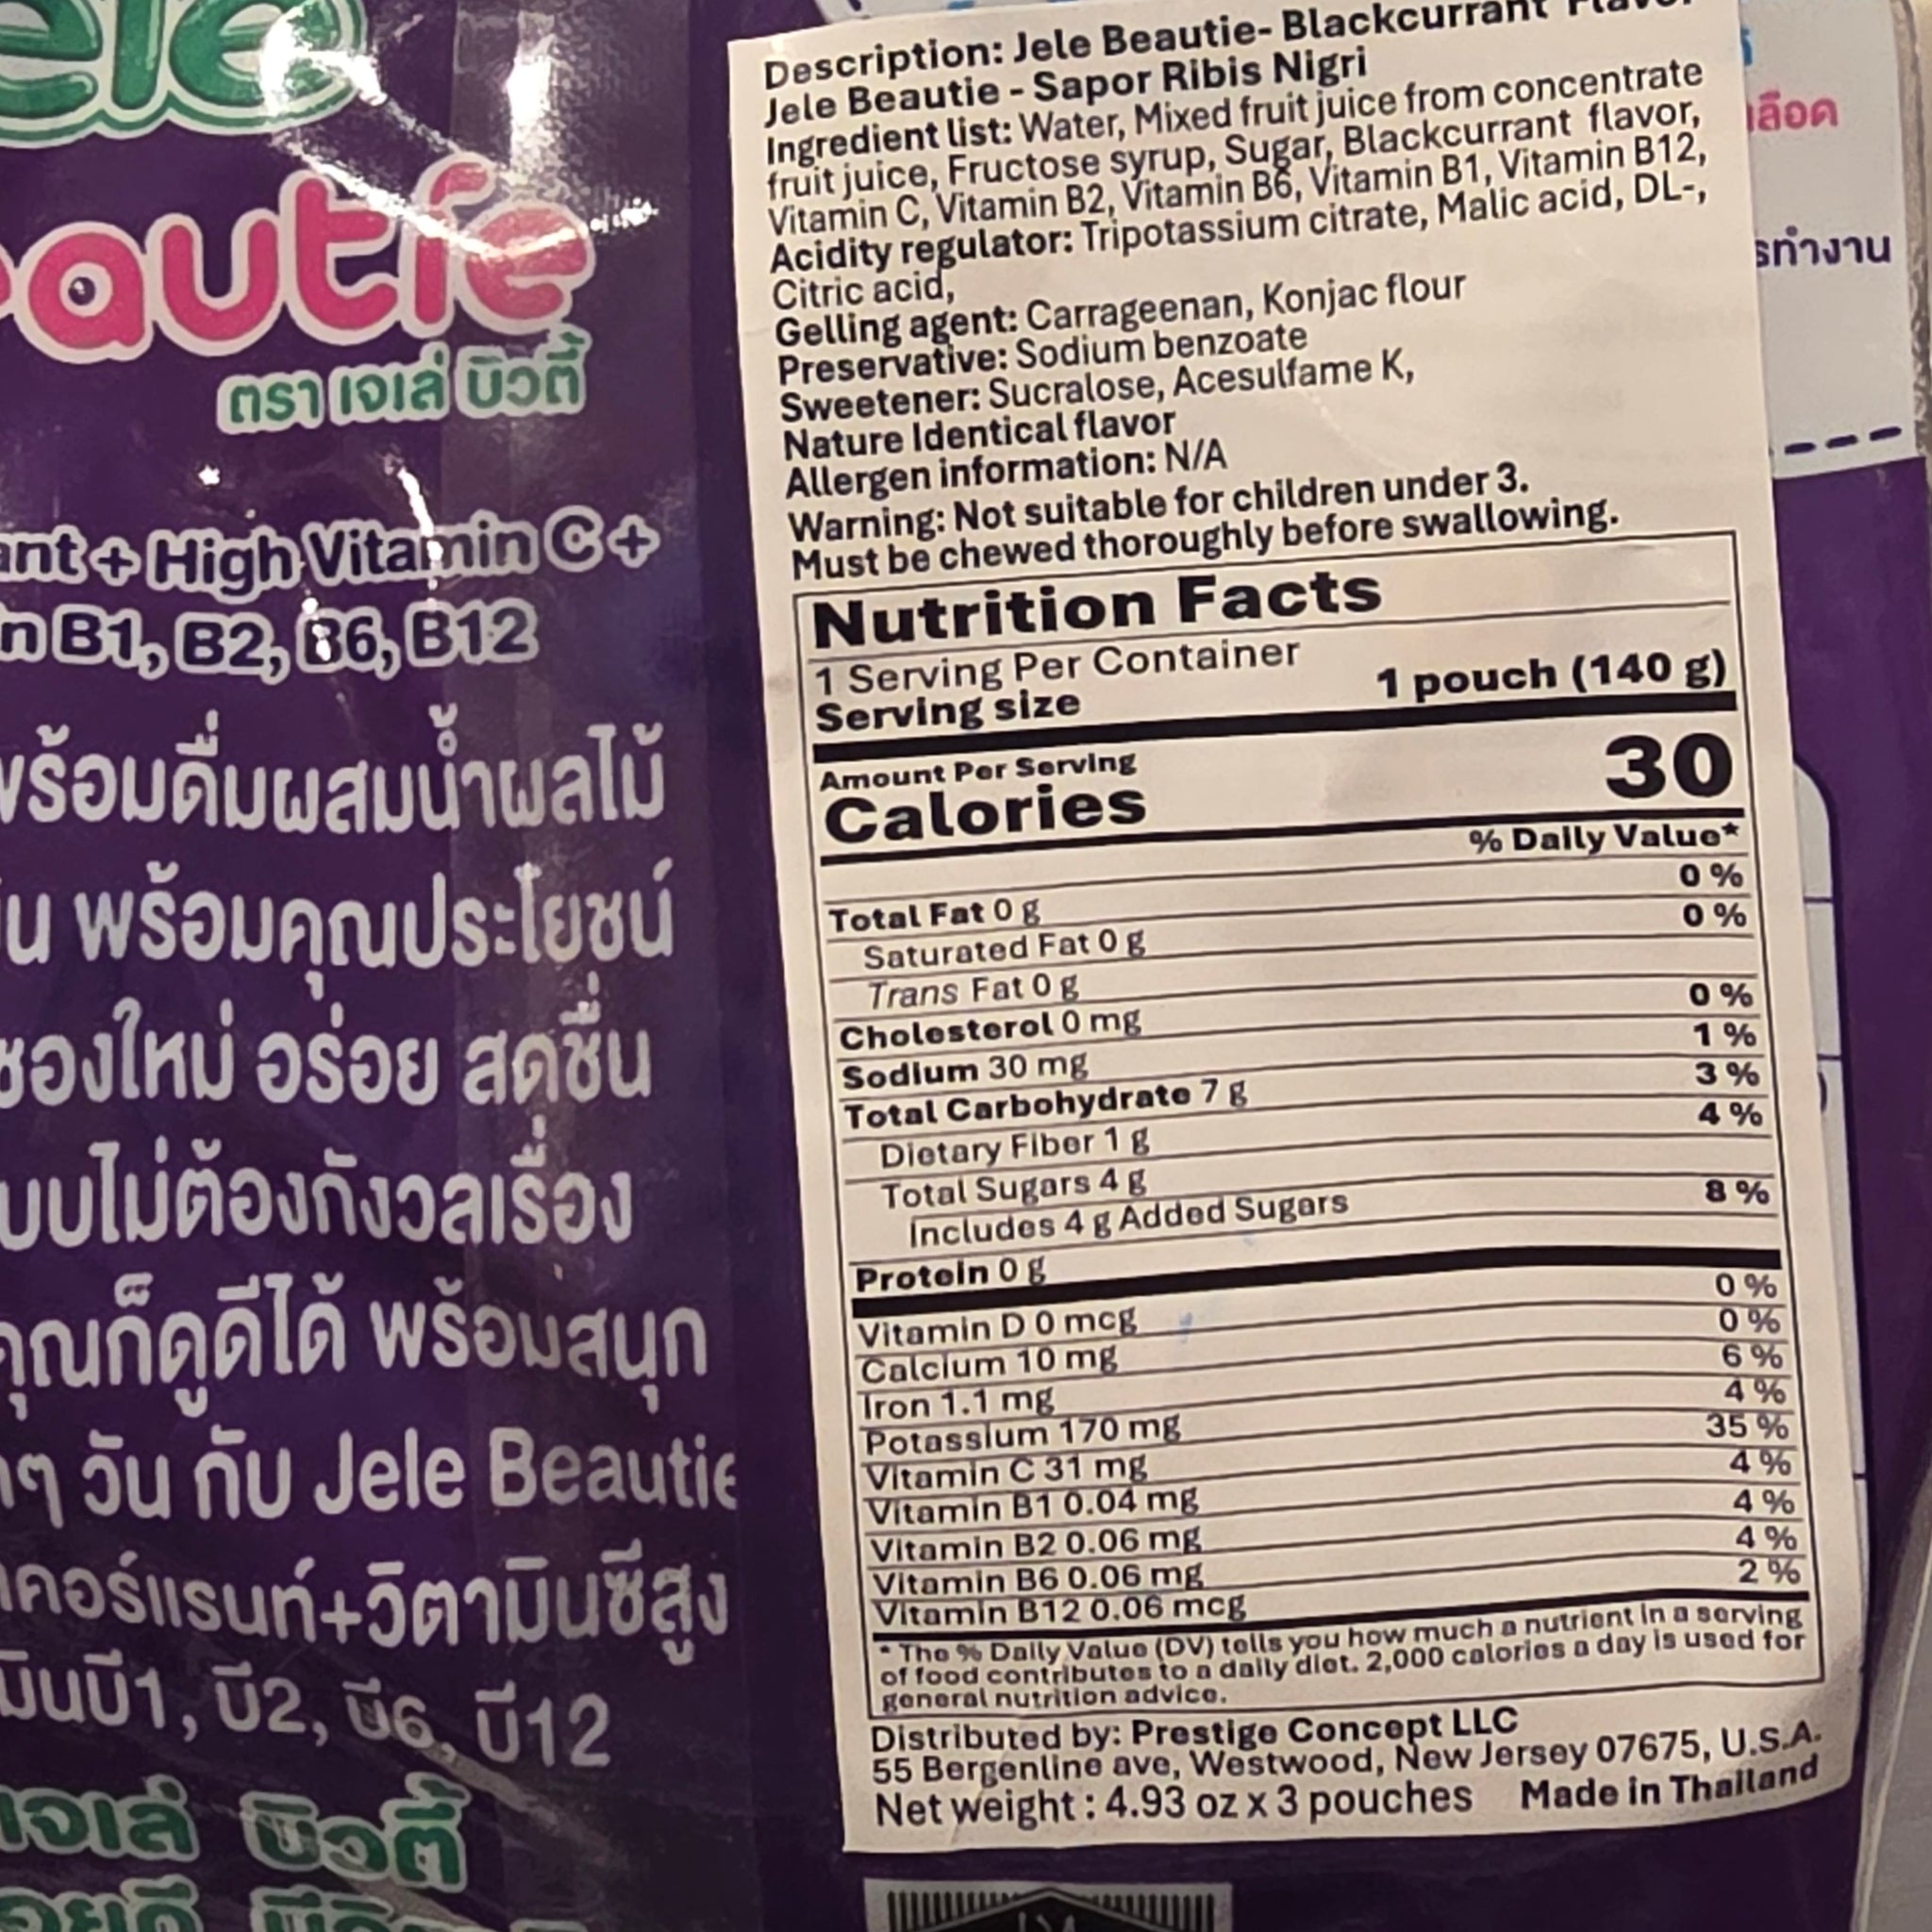 autie
ตรา เจเล่ บิวตี้
+ High Vitamin C +
B1, B2, B6, B12
พร้อมดื่มผสมน้ำผลไม้
พร้อมคุณประโยชน์
ซองใหม่ อร่อย สดชื่น
แบบไม่ต้องกังวลเรื่อง
คุณก็ดูดีได้ พร้อมสนุก
วัน กับ Jele Beautie
คอร์แรนท์+วิตามินซีสูง
มินบี1, บี2, บี6, บี12
เจเล่ บิวตี้
Description: Jele Beautie- Blackcurrant Flavor
Jele Beautie - Sapor Ribis Nigri
Ingredient list: Water, Mixed fruit juice from concentrate
fruit juice, Fructose syrup, Sugar, Blackcurrant flavor,
Vitamin C, Vitamin B2, Vitamin B6, Vitamin B1, Vitamin B12,
Acidity regulator: Tripotassium citrate, Malic acid, DL-,
Citric acid,
Gelling agent: Carrageenan, Konjac flour
Preservative: Sodium benzoate
Sweetener: Sucralose, Acesulfame K,
Nature Identical flavor
Allergen information: N/A
Warning: Not suitable for children under 3.
Must be chewed thoroughly before swallowing.
Nutrition Facts
1 Serving Per Container
Serving size 1 pouch (140 g)
Amount Per Serving
Calories 30
% Daily Value*
Total Fat 0 g 0 %
Saturated Fat 0 g 0 %
Trans Fat 0 g
Cholesterol 0 mg 0 %
Sodium 30 mg 1 %
Total Carbohydrate 7 g 3 %
Dietary Fiber 1 g 4 %
Total Sugars 4 g
Includes 4 g Added Sugars 8 %
Protein 0 g
Vitamin D 0 mcg 0 %
Calcium 10 mg 0 %
Iron 1.1 mg 6 %
Potassium 170 mg 4 %
Vitamin C 31 mg 35 %
Vitamin B1 0.04 mg 4 %
Vitamin B2 0.06 mg 4 %
Vitamin B6 0.06 mg 4 %
Vitamin B12 0.06 mcg 2 %
* The % Daily Value (DV) tells you how much a nutrient in a serving
of food contributes to a daily diet. 2,000 calories a day is used for
general nutrition advice.
Distributed by: Prestige Concept LLC
55 Bergenline ave, Westwood, New Jersey 07675, U.S.A.
Net weight : 4.93 oz x 3 pouches Made in Thailand